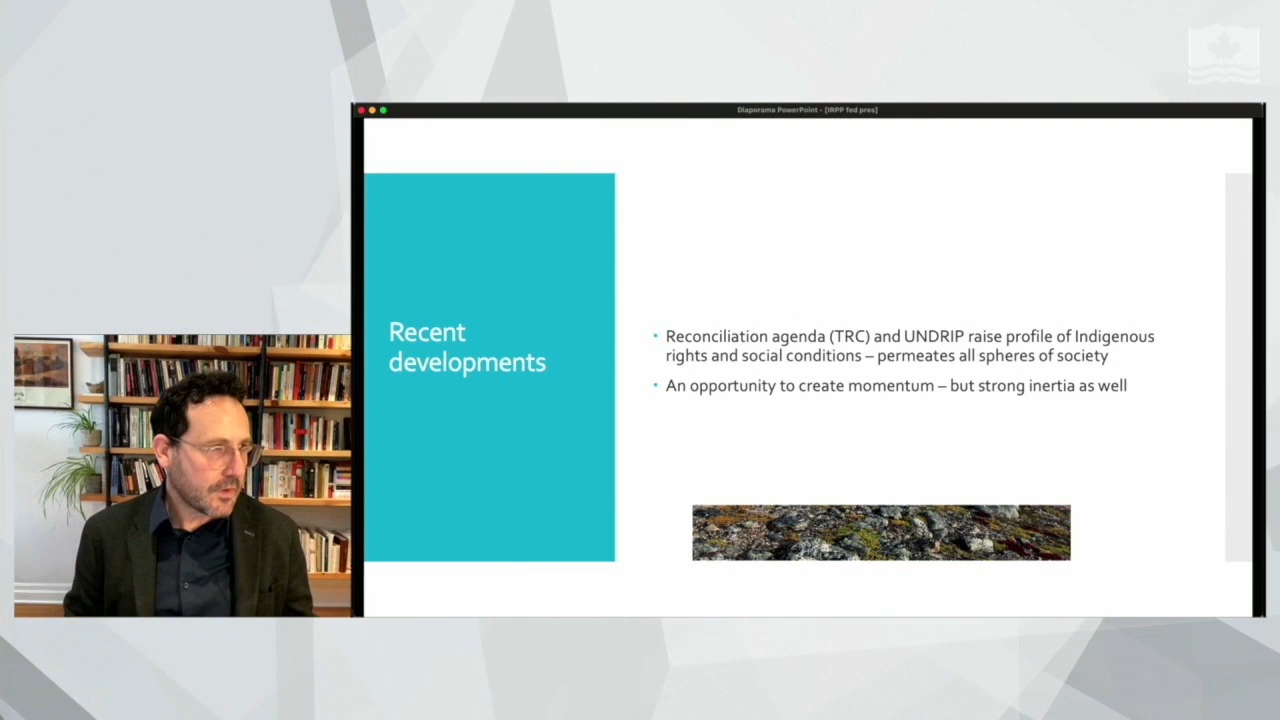 Diaporama PowerPoint - [IRPP fed pres]
Recent
developments
• Reconciliation agenda (TRC) and UNDRIP raise profile of Indigenous
rights and social conditions – permeates all spheres of society
• An opportunity to create momentum – but strong inertia as well